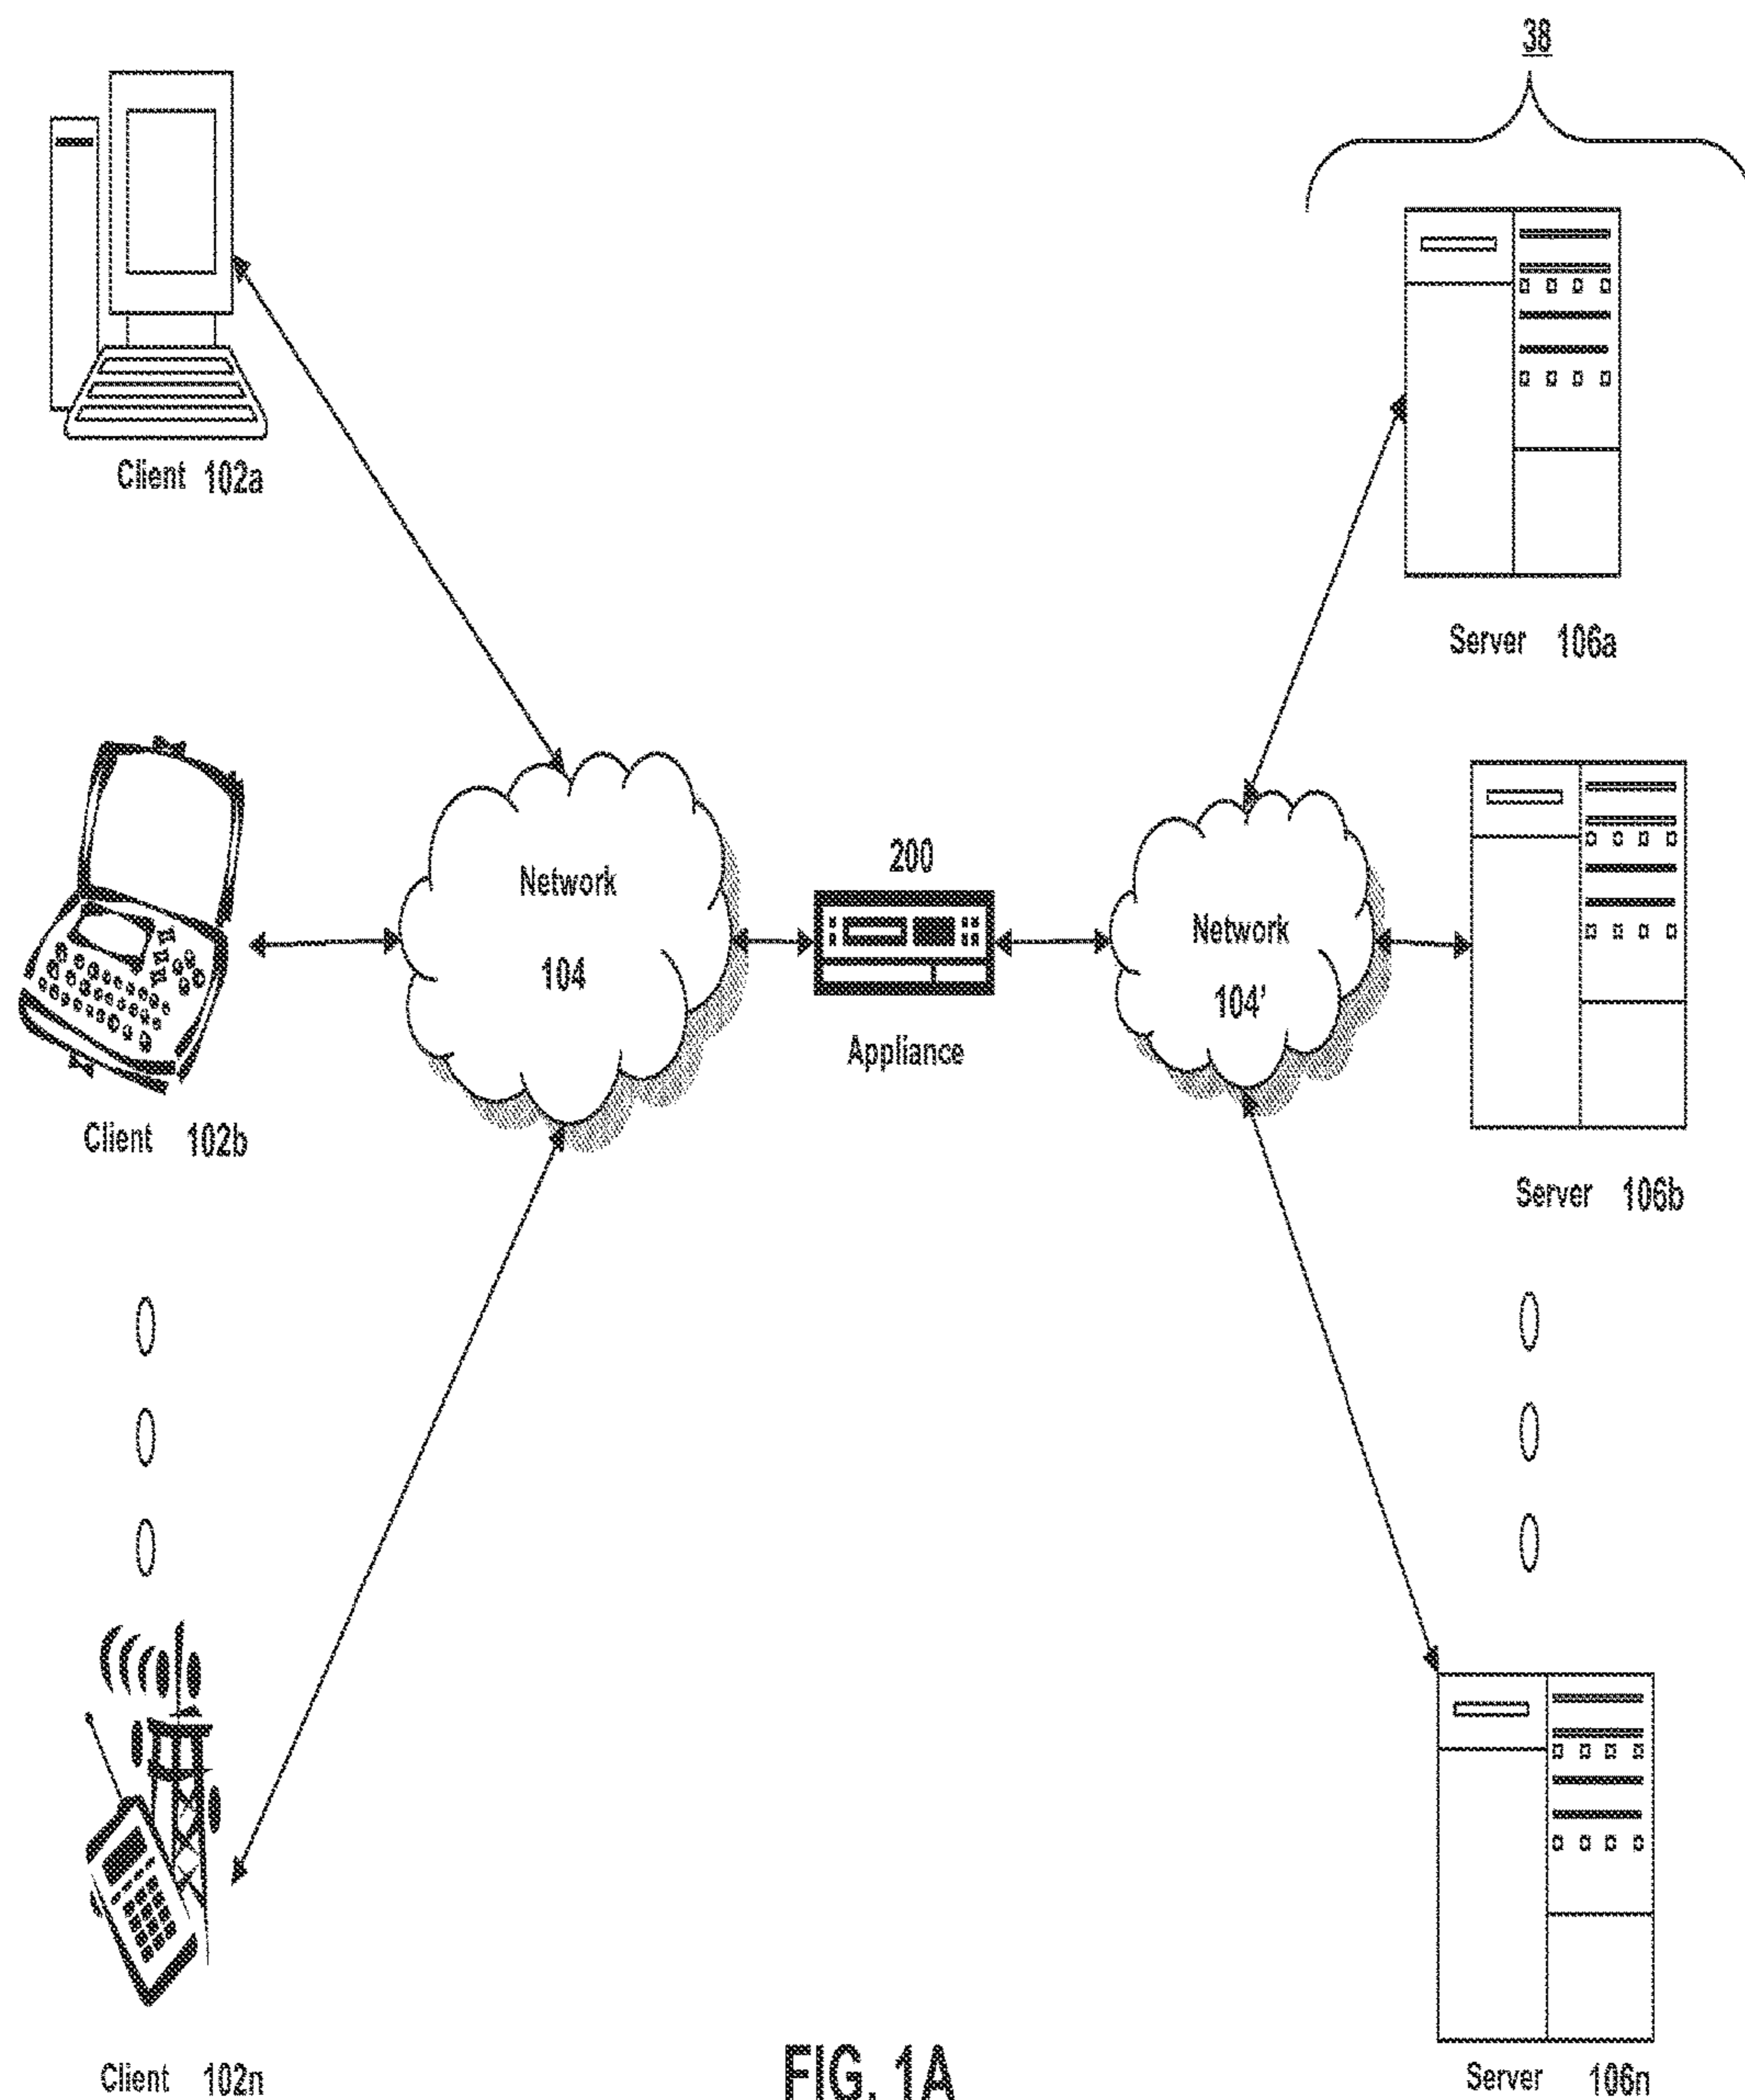 38
Client 102a
Server 106a
200
Network
104
Network
104'
Appliance
Client 102b
Server 106b
Client 102n
Server 106n
FIG. 1A